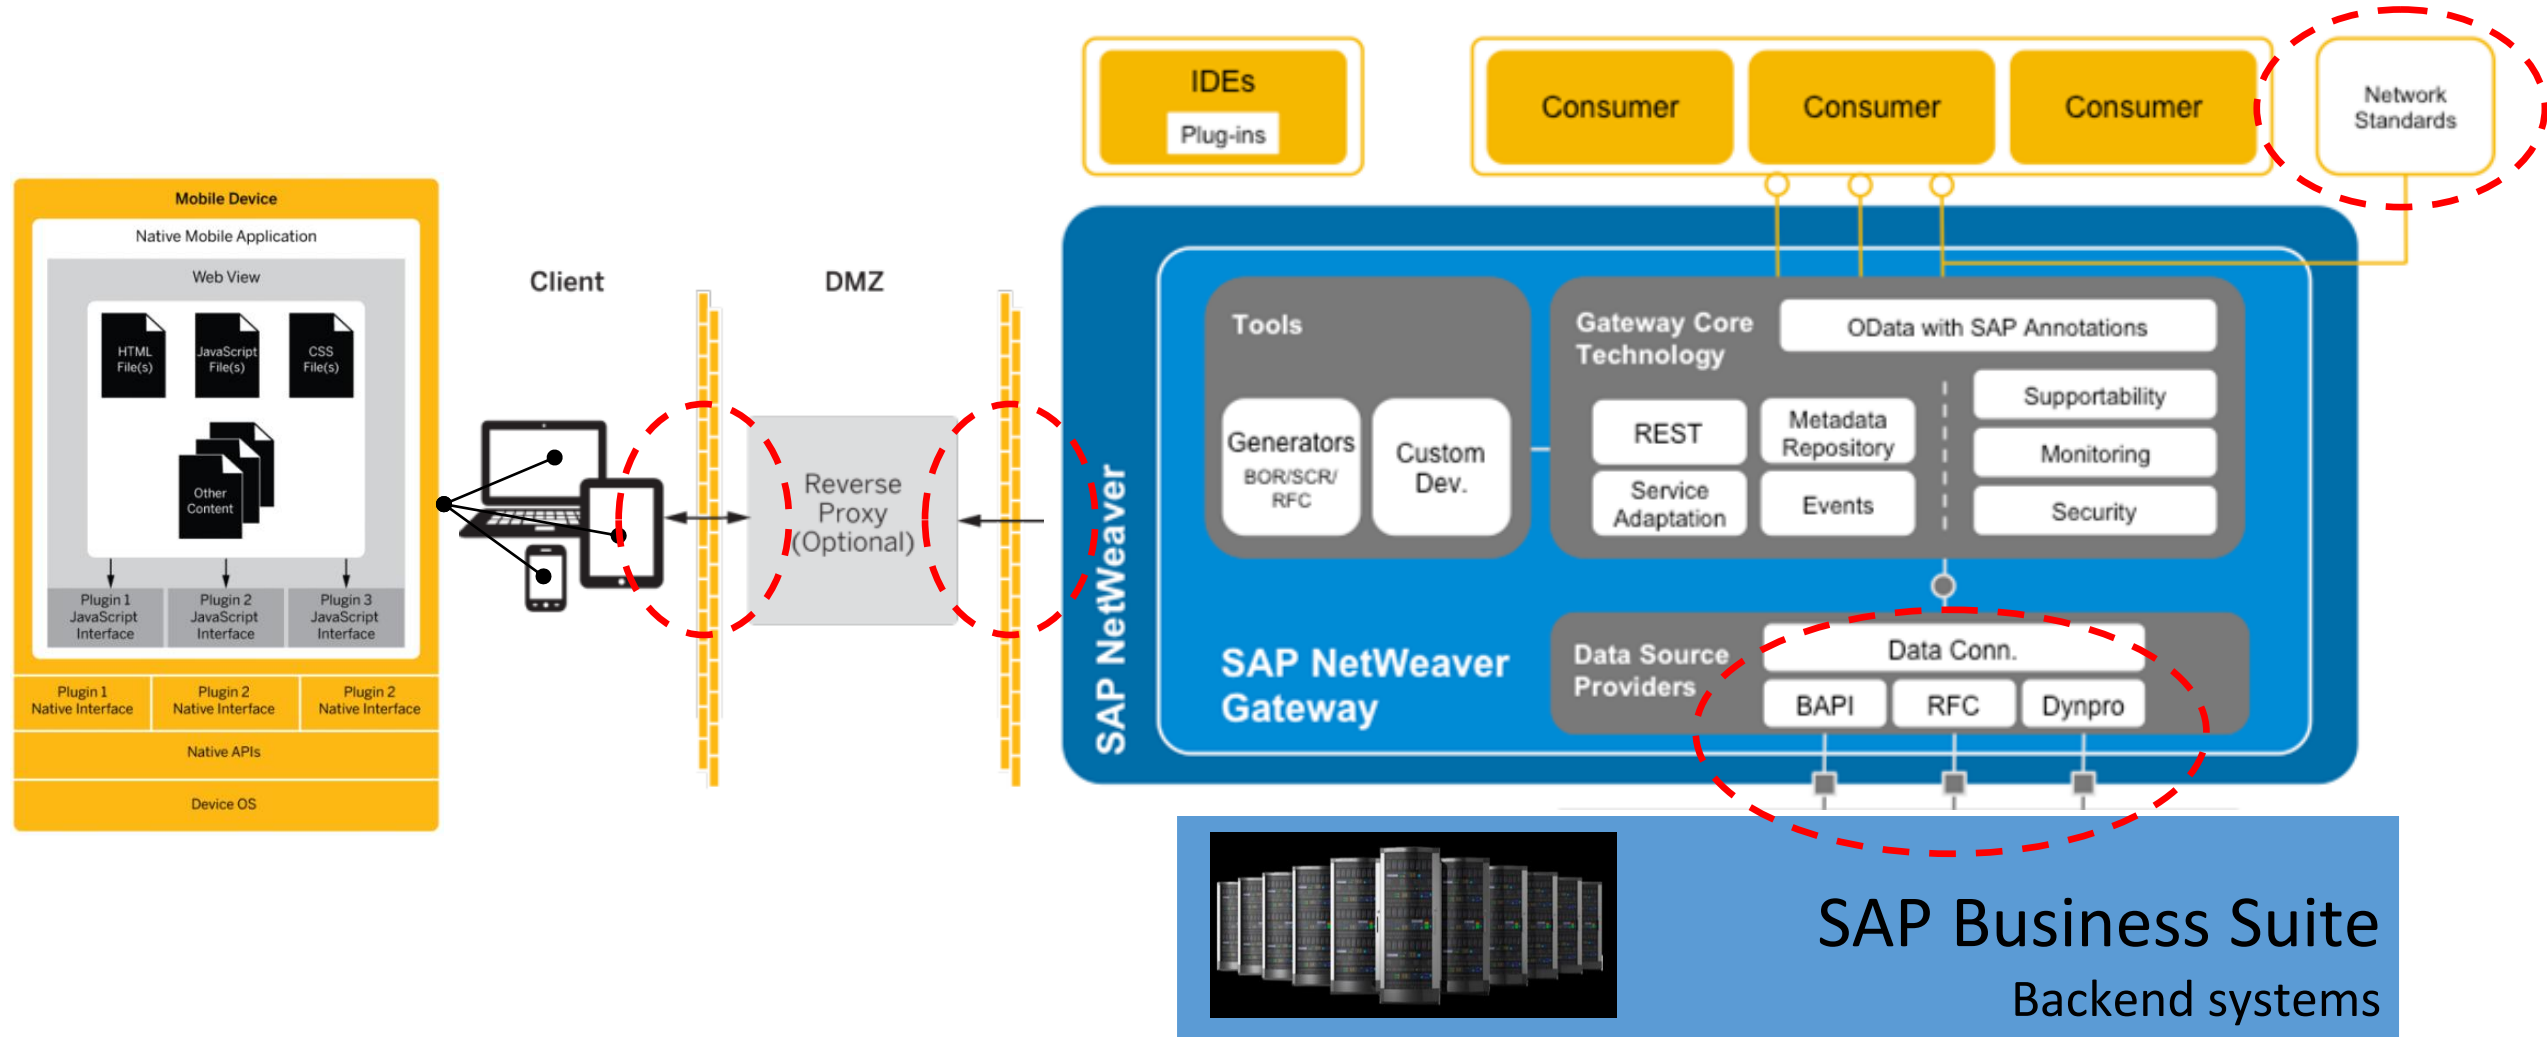 Mobile Device
Native Mobile Application
Web View
HTML
File(s)
JavaScript
File(s)
CSS
File(s)
Other
Content
Plugin 1
JavaScript
Interface
Plugin 2
JavaScript
Interface
Plugin 3
JavaScript
Interface
Plugin 1
Native Interface
Plugin 2
Native Interface
Plugin 2
Native Interface
Native APIs
Device OS
Client
DMZ
Reverse
Proxy
(Optional)
IDEs
Plug-ins
Consumer
Consumer
Consumer
Network
Standards
SAP NetWeaver
Tools
Generators
BOR/SCR/
RFC
Custom
Dev.
Gateway Core
Technology
OData with SAP Annotations
REST
Metadata
Repository
Service
Adaptation
Events
Supportability
Monitoring
Security
SAP NetWeaver
Gateway
Data Source
Providers
Data Conn.
BAPI
RFC
Dynpro
SAP Business Suite
Backend systems